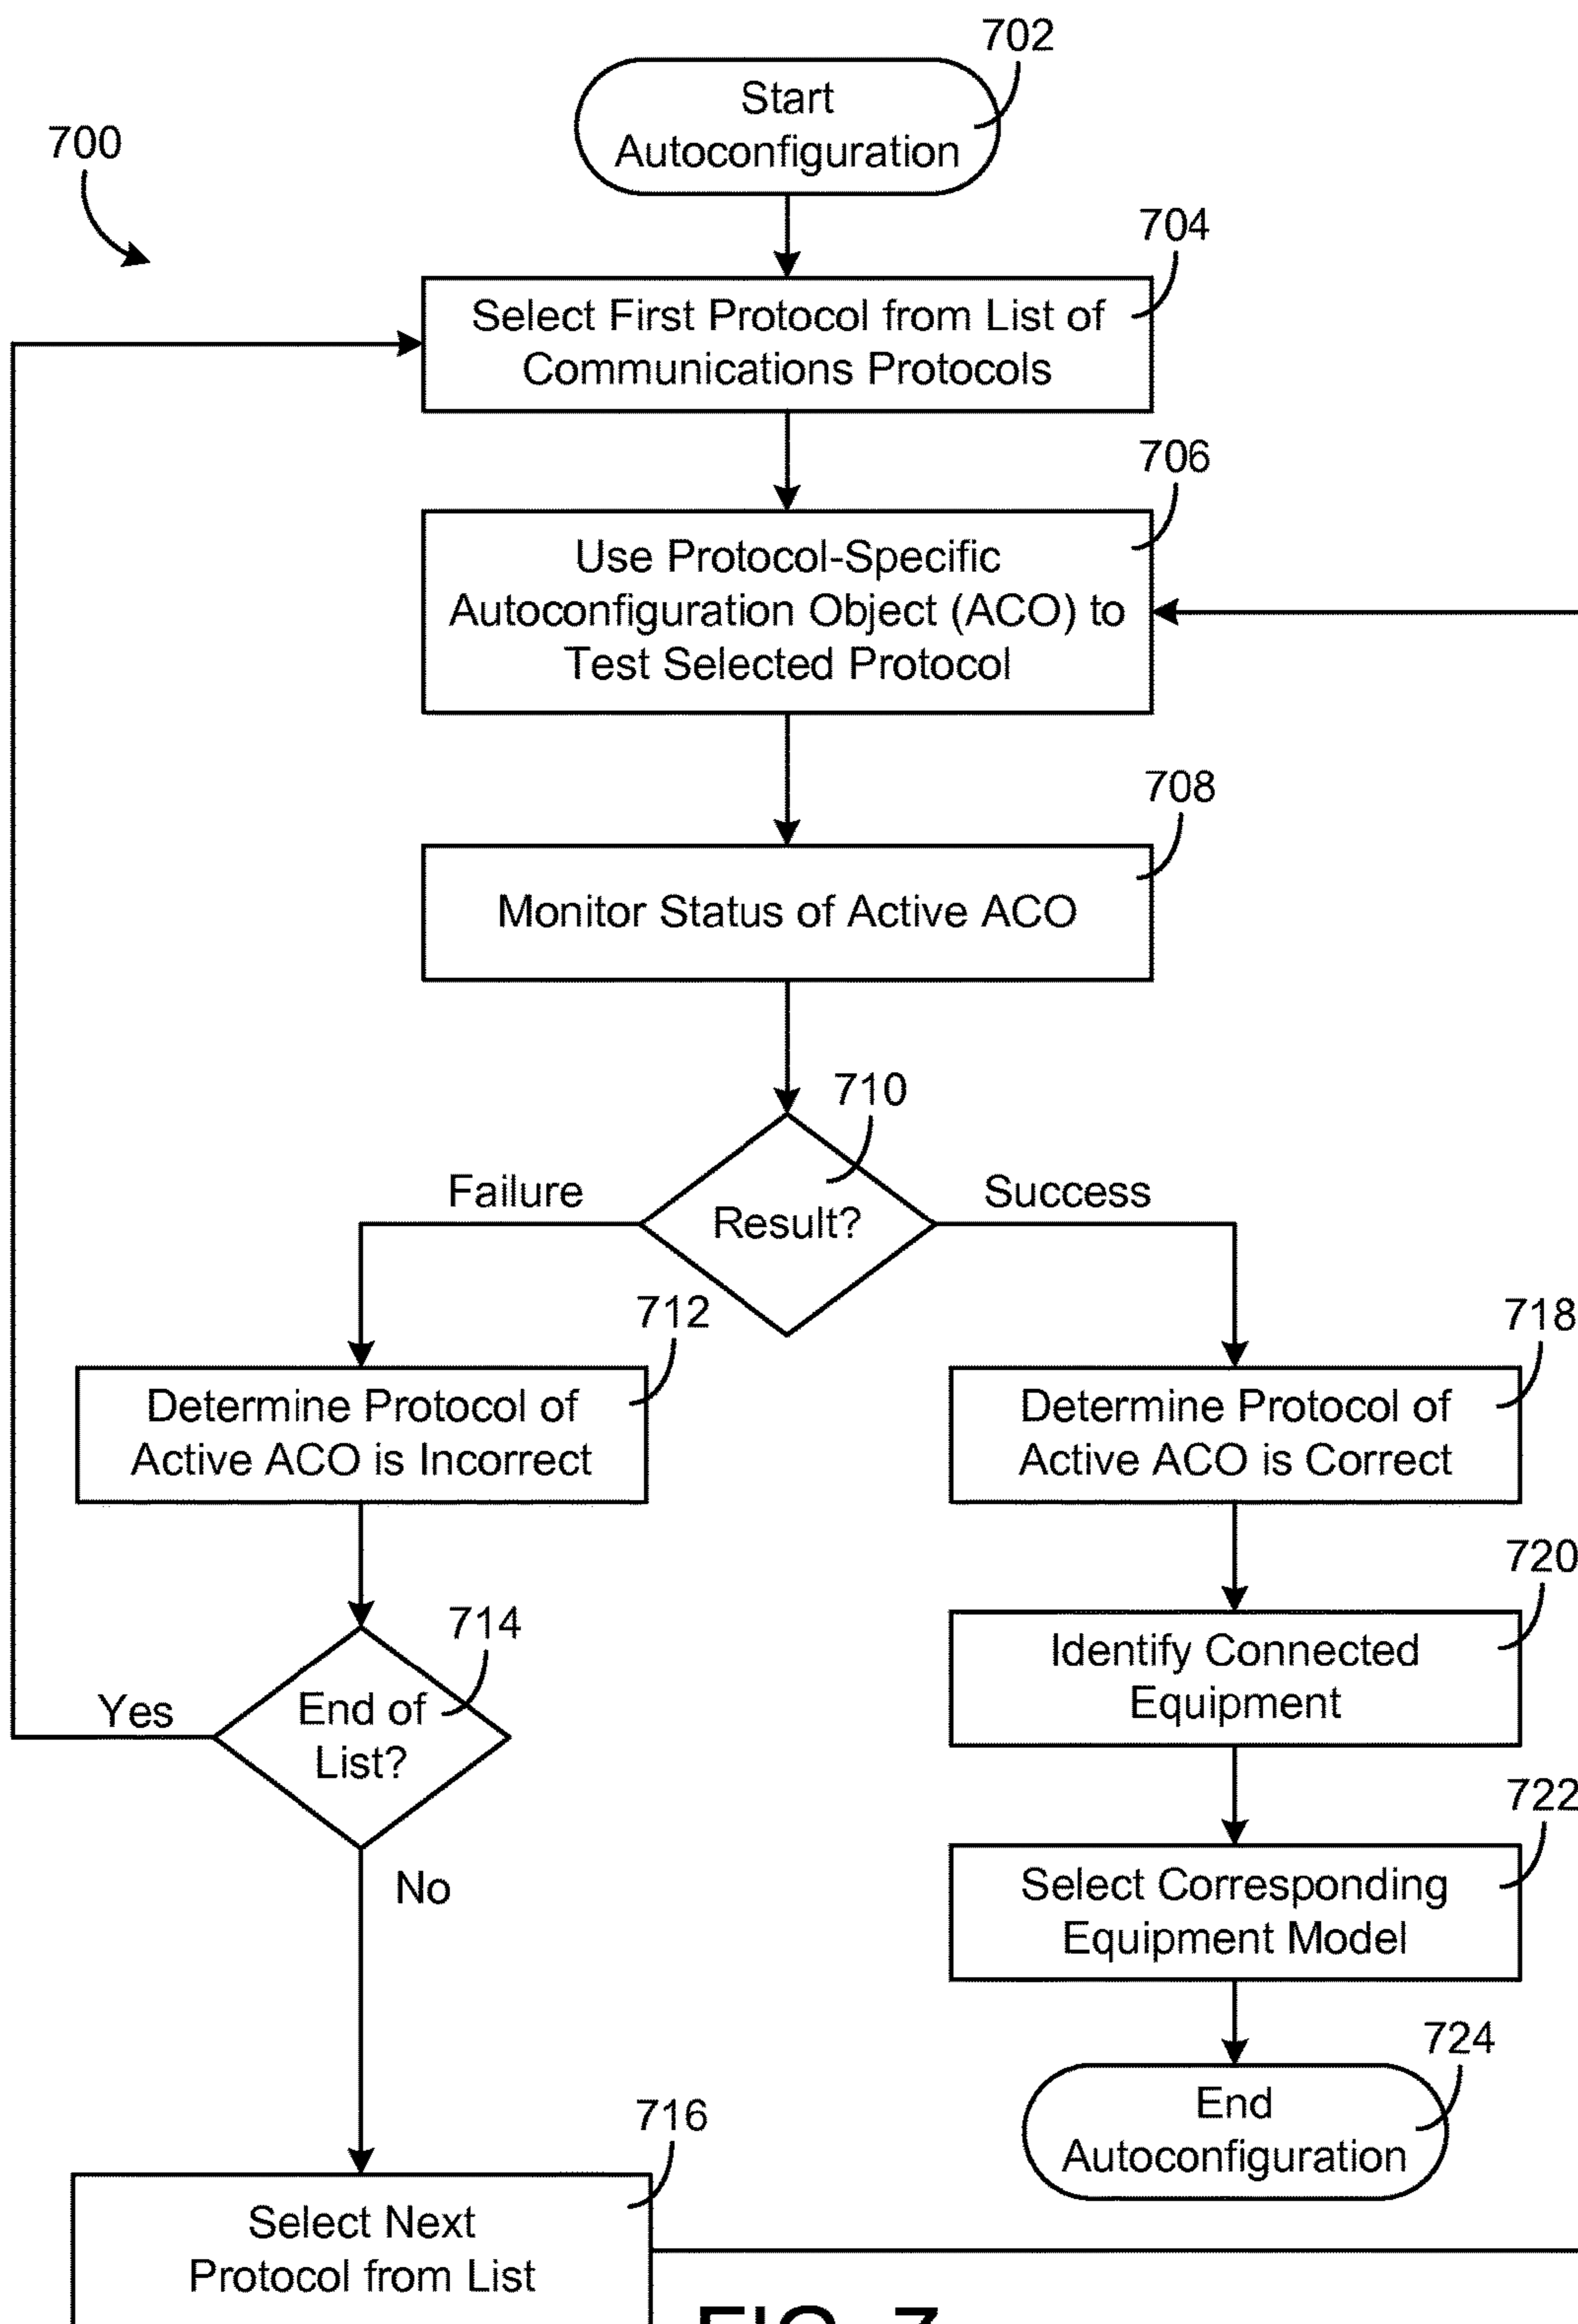 702
Start
Autoconfiguration
700
704
Select First Protocol from List of
Communications Protocols
706
Use Protocol-Specific
Autoconfiguration Object (ACO) to
Test Selected Protocol
708
Monitor Status of Active ACO
710
Failure
Result?
Success
712
Determine Protocol of
Active ACO is Incorrect
718
Determine Protocol of
Active ACO is Correct
720
Identify Connected
Equipment
714
Yes
End of
List?
No
722
Select Corresponding
Equipment Model
724
End
Autoconfiguration
716
Select Next
Protocol from List
FIG. 7